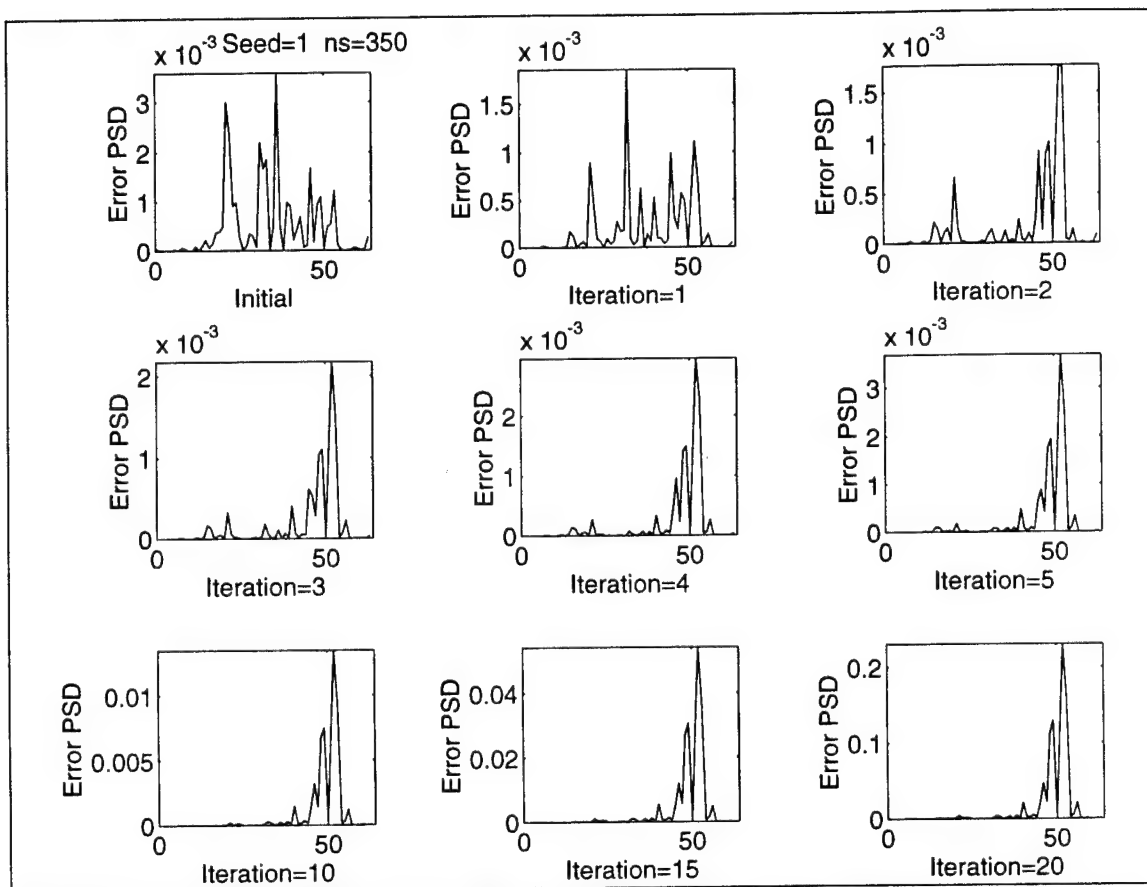 x 10-3 Seed=1 ns=350
Error PSD
3
2
1
0
0
50
Initial
x 10-3
Error PSD
1.5
1
0.5
0
0
50
Iteration=1
x 10-3
Error PSD
1.5
1
0.5
0
0
50
Iteration=2
x 10-3
Error PSD
2
1
0
0
50
Iteration=3
x 10-3
Error PSD
2
1
0
0
50
Iteration=4
x 10-3
Error PSD
3
2
1
0
0
50
Iteration=5
Error PSD
0.01
0.005
0
0
50
Iteration=10
Error PSD
0.04
0.02
0
0
50
Iteration=15
Error PSD
0.2
0.1
0
0
50
Iteration=20